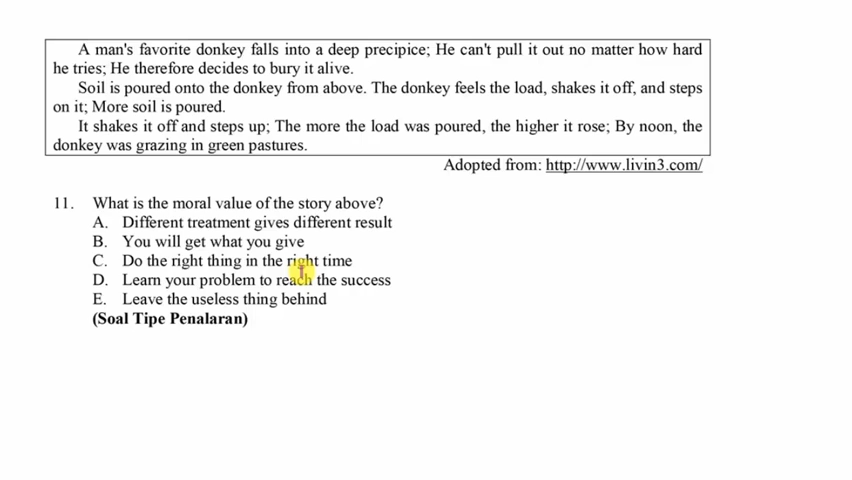 A man's favorite donkey falls into a deep precipice; He can't pull it out no matter how hard
he tries; He therefore decides to bury it alive.
Soil is poured onto the donkey from above. The donkey feels the load, shakes it off, and steps
on it; More soil is poured.
It shakes it off and steps up; The more the load was poured, the higher it rose; By noon, the
donkey was grazing in green pastures.
Adopted from: http://www.livin3.com/
11. What is the moral value of the story above?
A. Different treatment gives different result
B. You will get what you give
C. Do the right thing in the right time
D. Learn your problem to reach the success
E. Leave the useless thing behind
(Soal Tipe Penalaran)